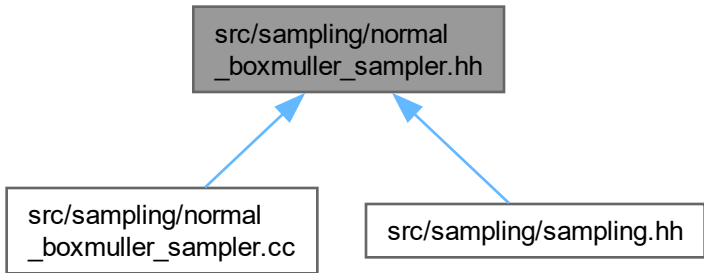 src/sampling/normal
_boxmuller_sampler.hh
src/sampling/normal
_boxmuller_sampler.cc
src/sampling/sampling.hh